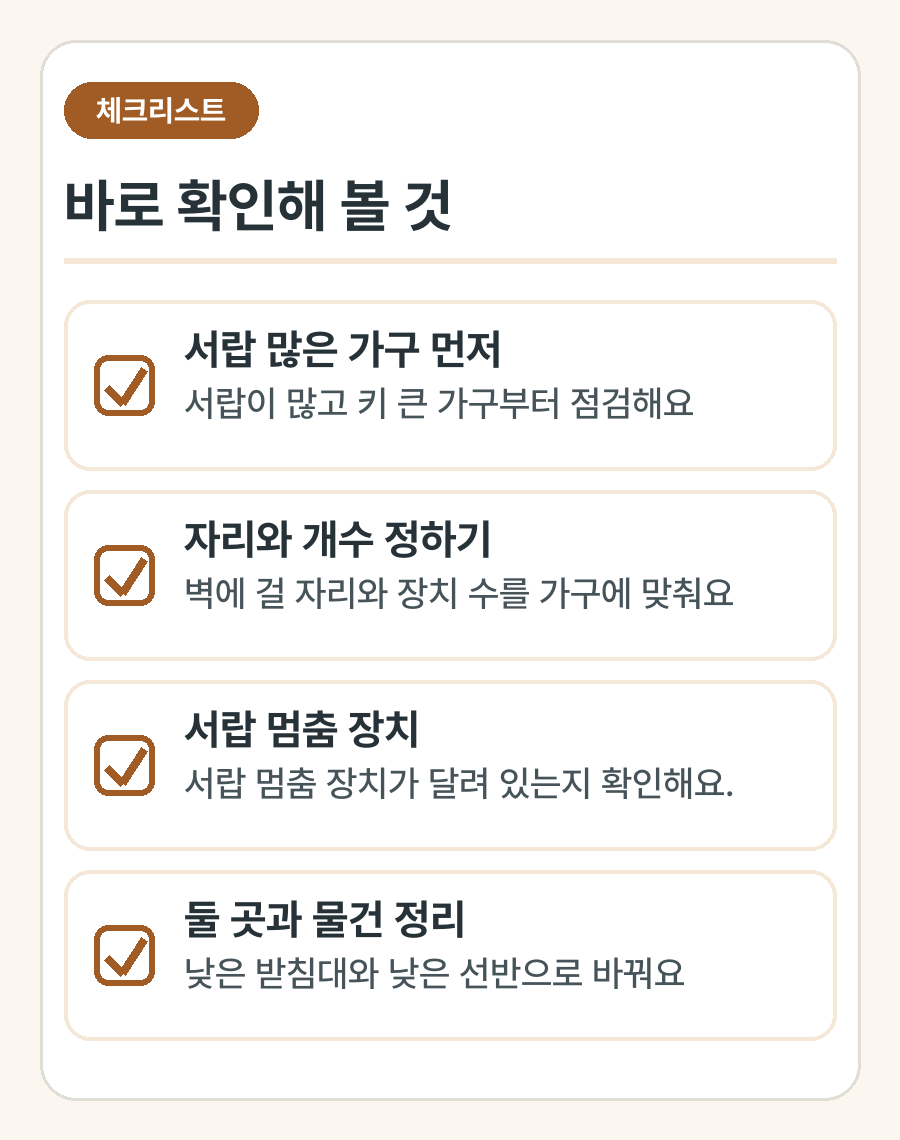 체크리스트
바로 확인해 볼 것
서랍 많은 가구 먼저
서랍이 많고 키 큰 가구부터 점검해요
자리와 개수 정하기
벽에 걸 자리와 장치 수를 가구에 맞춰요
서랍 멈춤 장치
서랍 멈춤 장치가 달려 있는지 확인해요.
둘 곳과 물건 정리
낮은 받침대와 낮은 선반으로 바꿔요